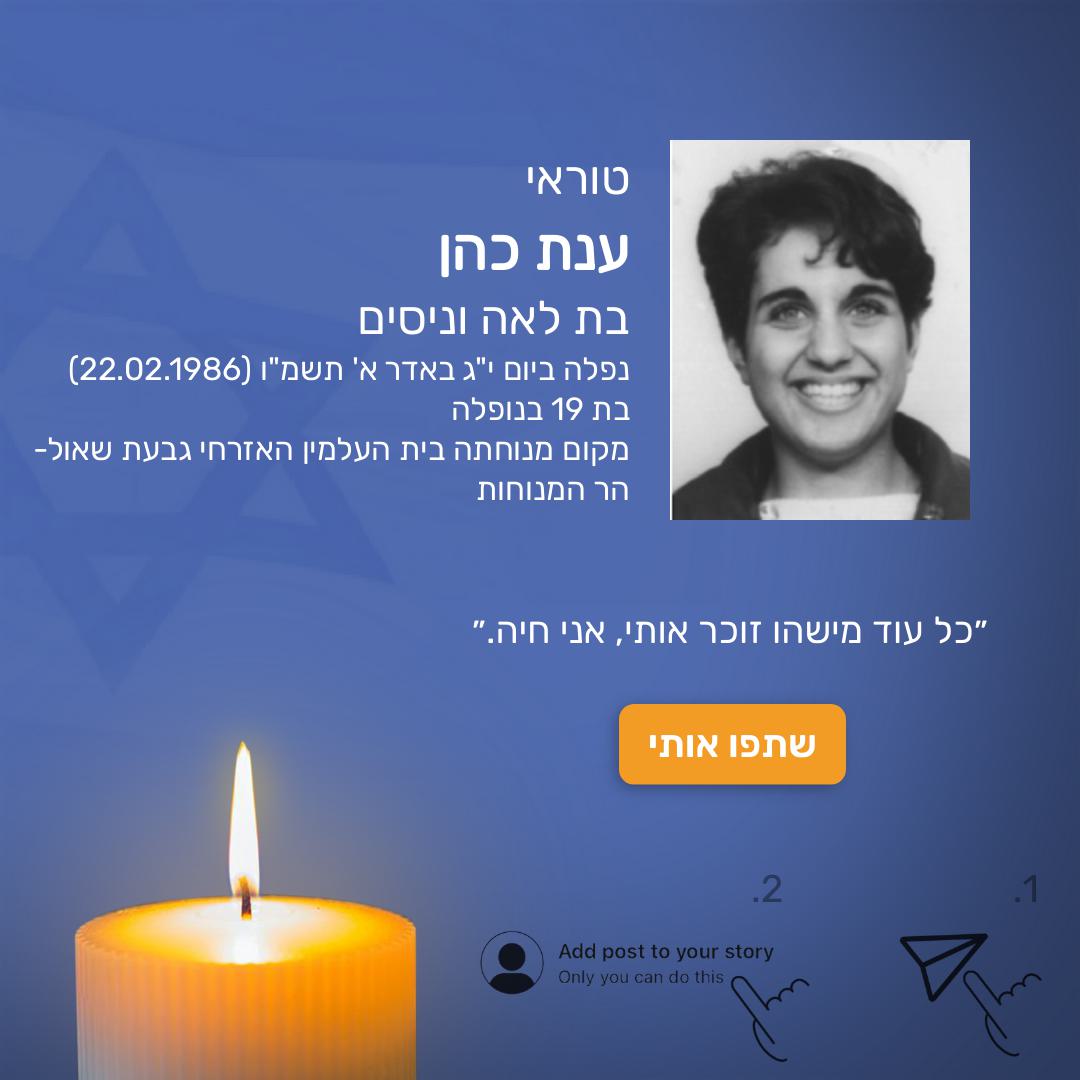 טוראי
ענת כהן
בת לאה וניסים
נפלה ביום י"ג באדר א' תשמ"ו (22.02.1986)
בת 19 בנופלה
מקום מנוחתה בית העלמין האזרחי גבעת שאול-
הר המנוחות
״כל עוד מישהו זוכר אותי, אני חיה.״
שתפו אותי
.1
.2
Add post to your story
Only you can do this